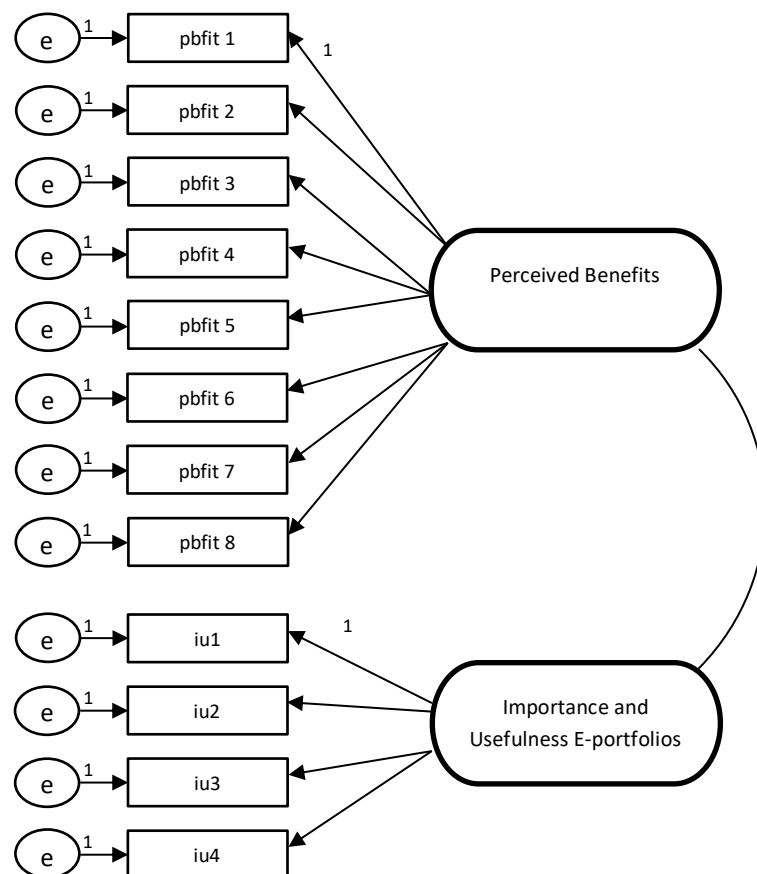 e 1 pbfit 1 1
e 1 pbfit 2
e 1 pbfit 3
e 1 pbfit 4
Perceived Benefits
e 1 pbfit 5
e 1 pbfit 6
e 1 pbfit 7
e 1 pbfit 8
e 1 iu1 1
e 1 iu2
Importance and
Usefulness E-portfolios
e 1 iu3
e 1 iu4